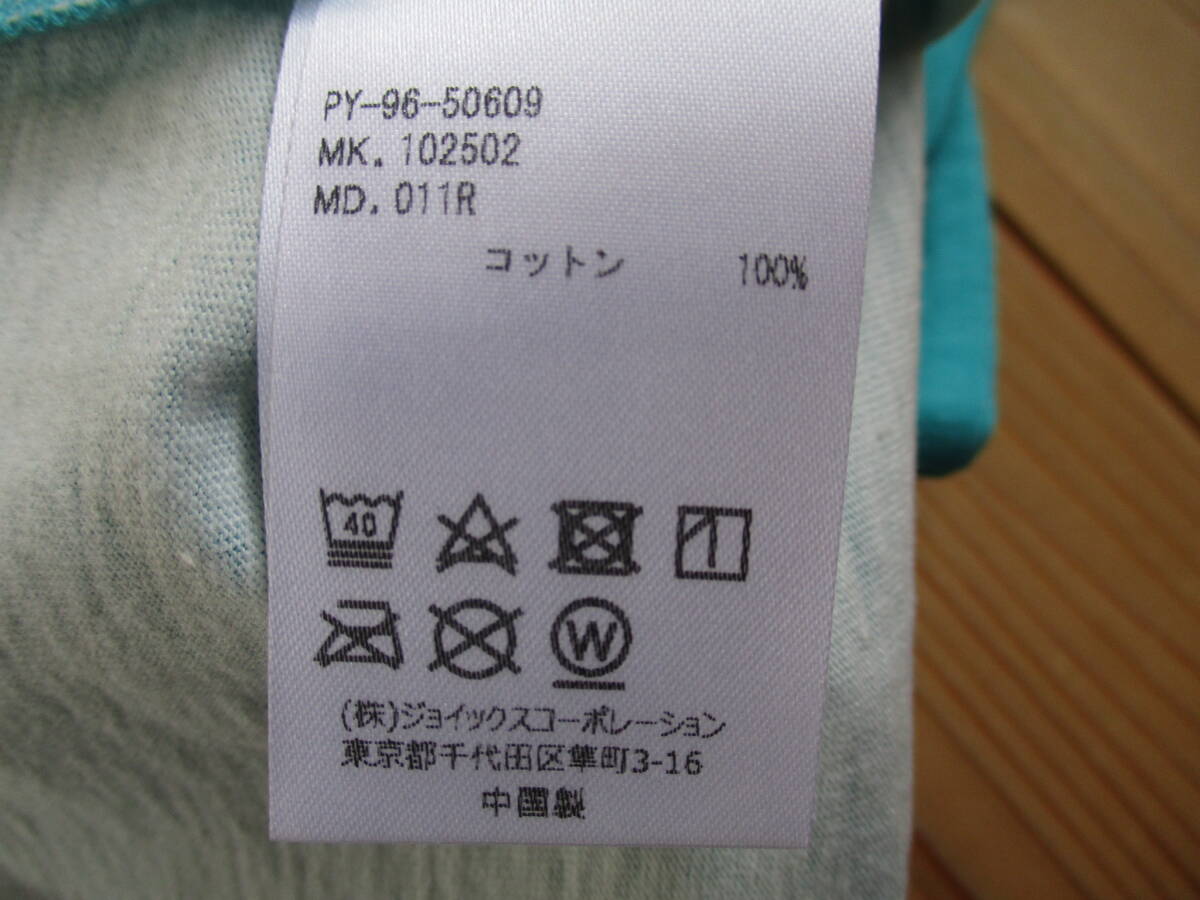 PY-96-50609
MK. 102502
MD. 011R
コットン 100%
40
W
(株)ジョイックスコーポレーション
東京都千代田区隼町3-16
中国製